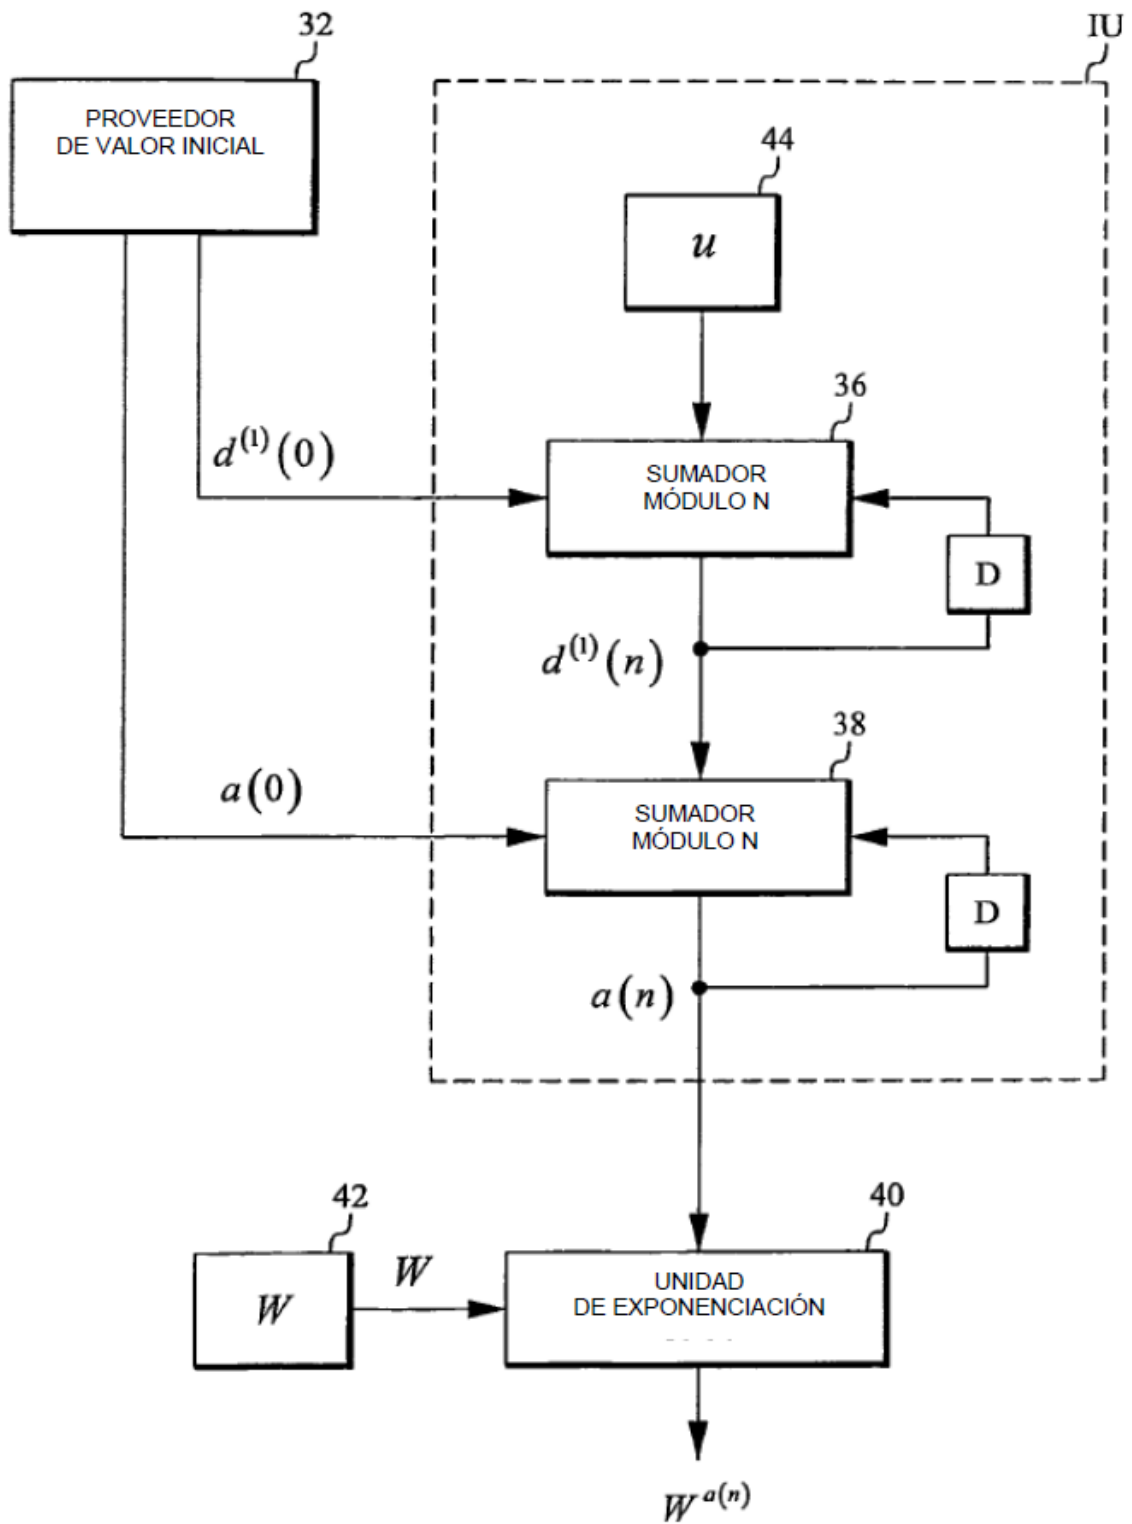 32
IU
PROVEEDOR
DE VALOR INICIAL
44
u
36
d^{(1)}(0)
SUMADOR
MÓDULO N
D
d^{(1)}(n)
38
a(0)
SUMADOR
MÓDULO N
D
a(n)
42
40
W
W
UNIDAD
DE EXPONENCIACIÓN
W^{a(n)}